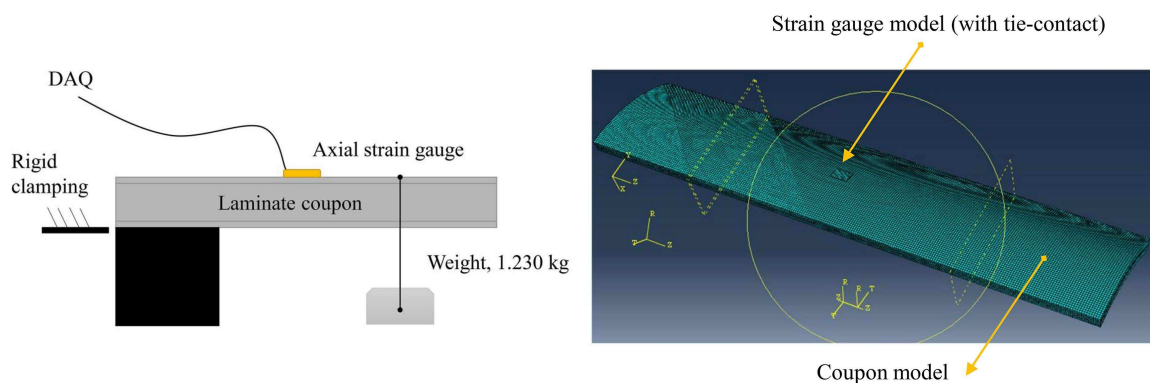 DAQ
Rigid
clamping
Axial strain gauge
Laminate coupon
Weight, 1.230 kg
Strain gauge model (with tie-contact)
Y
Z
X
R
T
Z
R
R
T
Z
Z
Coupon model